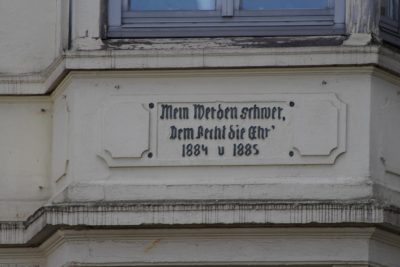 Mein Werden schwer,
Dem Recht die Ehr'
1884 u 1885